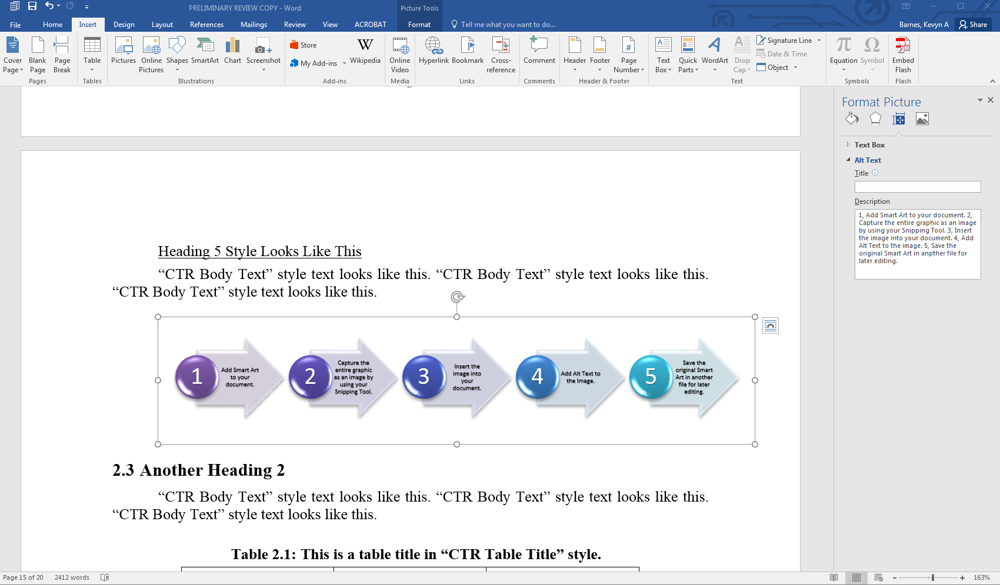 PRELIMINARY REVIEW COPY - Word
Picture Tools
File Home Insert Design Layout References Mailings Review View ACROBAT Format Tell me what you want to do... Barnes, Kevyn A Share
Cover Page
Blank Page
Page Break
Pages
Table
Tables
Pictures
Online Pictures
Shapes
SmartArt
Chart
Screenshot
Illustrations
Store
My Add-ins
W
Wikipedia
Add-ins
Online Video
Media
Hyperlink
Bookmark
Cross-reference
Links
Comment
Comments
Header
Footer
#
Page Number
Header & Footer
A
Text Box
Quick Parts
A
WordArt
A
Drop Cap
Signature Line
Date & Time
Object
Text
π
Equation
Ω
Symbol
Symbols
Embed Flash
Flash
Format Picture
Text Box
Alt Text
Title
Description
1, Add Smart Art to your document. 2,
Capture the entire graphic as an image
by using your Snipping Tool. 3, Insert
the image into your document. 4, Add
Alt Text to the image. 5, Save the
original Smart Art in anpther file for
later editing.
Heading 5 Style Looks Like This
“CTR Body Text” style text looks like this. “CTR Body Text” style text looks like this.
“CTR Body Text” style text looks like this.
1
Add Smart Art
to your
document.
2
Capture the
entire graphic
as an image by
using your
Snipping Tool.
3
Insert the
image into
your
document.
4
Add Alt Text to
the Image.
5
Save the
original Smart
Art in another
file for later
editing.
2.3 Another Heading 2
“CTR Body Text” style text looks like this. “CTR Body Text” style text looks like this.
“CTR Body Text” style text looks like this.
Table 2.1: This is a table title in “CTR Table Title” style.
Page 15 of 20 2412 words 163%